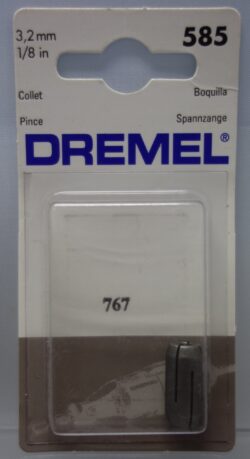 3,2 mm 585
1/8 in
Collet Boquilla
Pince Spannzange
DREMEL®
767